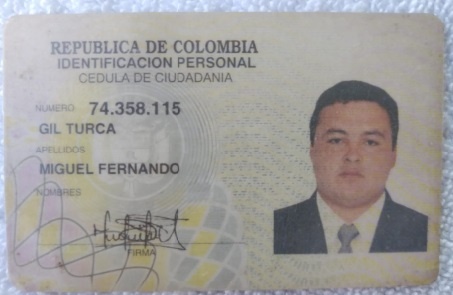 REPUBLICA DE COLOMBIA
IDENTIFICACION PERSONAL
CEDULA DE CIUDADANIA
NUMERO 74.358.115
GIL TURCA
APELLIDOS
MIGUEL FERNANDO
NOMBRES
FIRMA